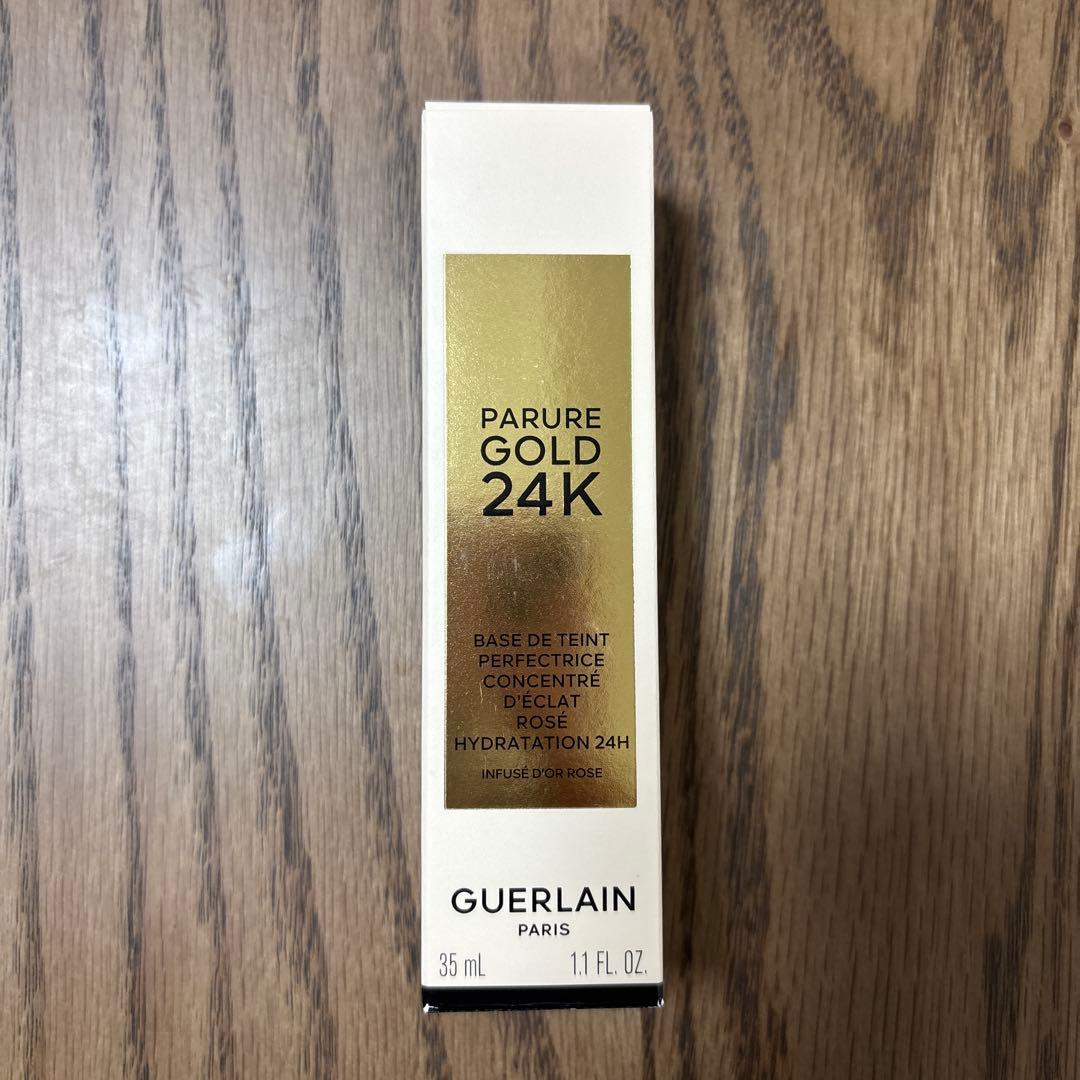 PARURE
GOLD
24K
BASE DE TEINT
PERFECTRICE
CONCENTRÉ
D'ÉCLAT
ROSÉ
HYDRATATION 24H
INFUSÉ D'OR ROSE
GUERLAIN
PARIS
35 mL 1.1 FL. OZ.